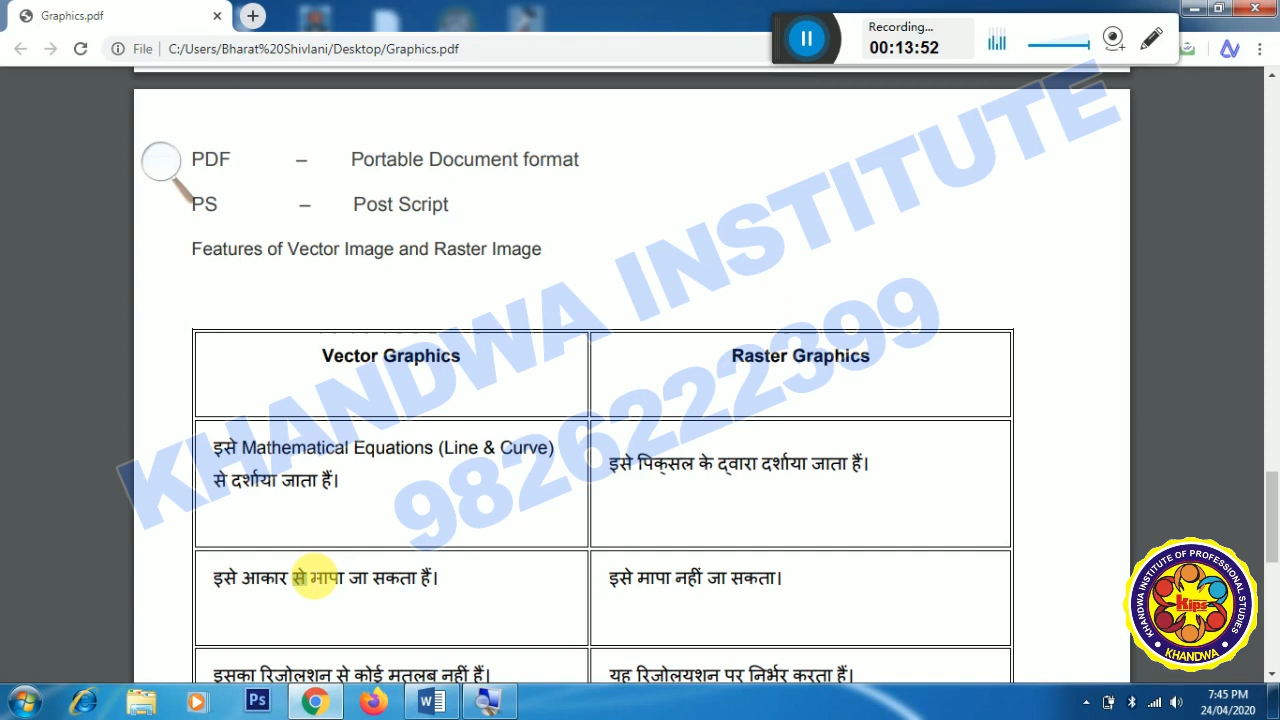 Graphics.pdf
Recording...
00:13:52
File
C:/Users/Bharat%20Shivlani/Desktop/Graphics.pdf
PDF – Portable Document format
PS – Post Script
Features of Vector Image and Raster Image
KHANDWA INSTITUTE
9826222399
Vector Graphics
Raster Graphics
इसे Mathematical Equations (Line & Curve)
से दर्शाया जाता हैं।
इसे पिक्सल के द्वारा दर्शाया जाता हैं।
इसे आकार से मापा जा सकता हैं।
इसे मापा नहीं जा सकता।
इसका रिजोलशन से कोई मतलब नहीं हैं।
यह रिजोलयशन पर निर्भर करता हैं।
KHANDWA INSTITUTE OF PROFESSIONAL STUDIES
Kips
KHANDWA
Ps
7:45 PM
24/04/2020